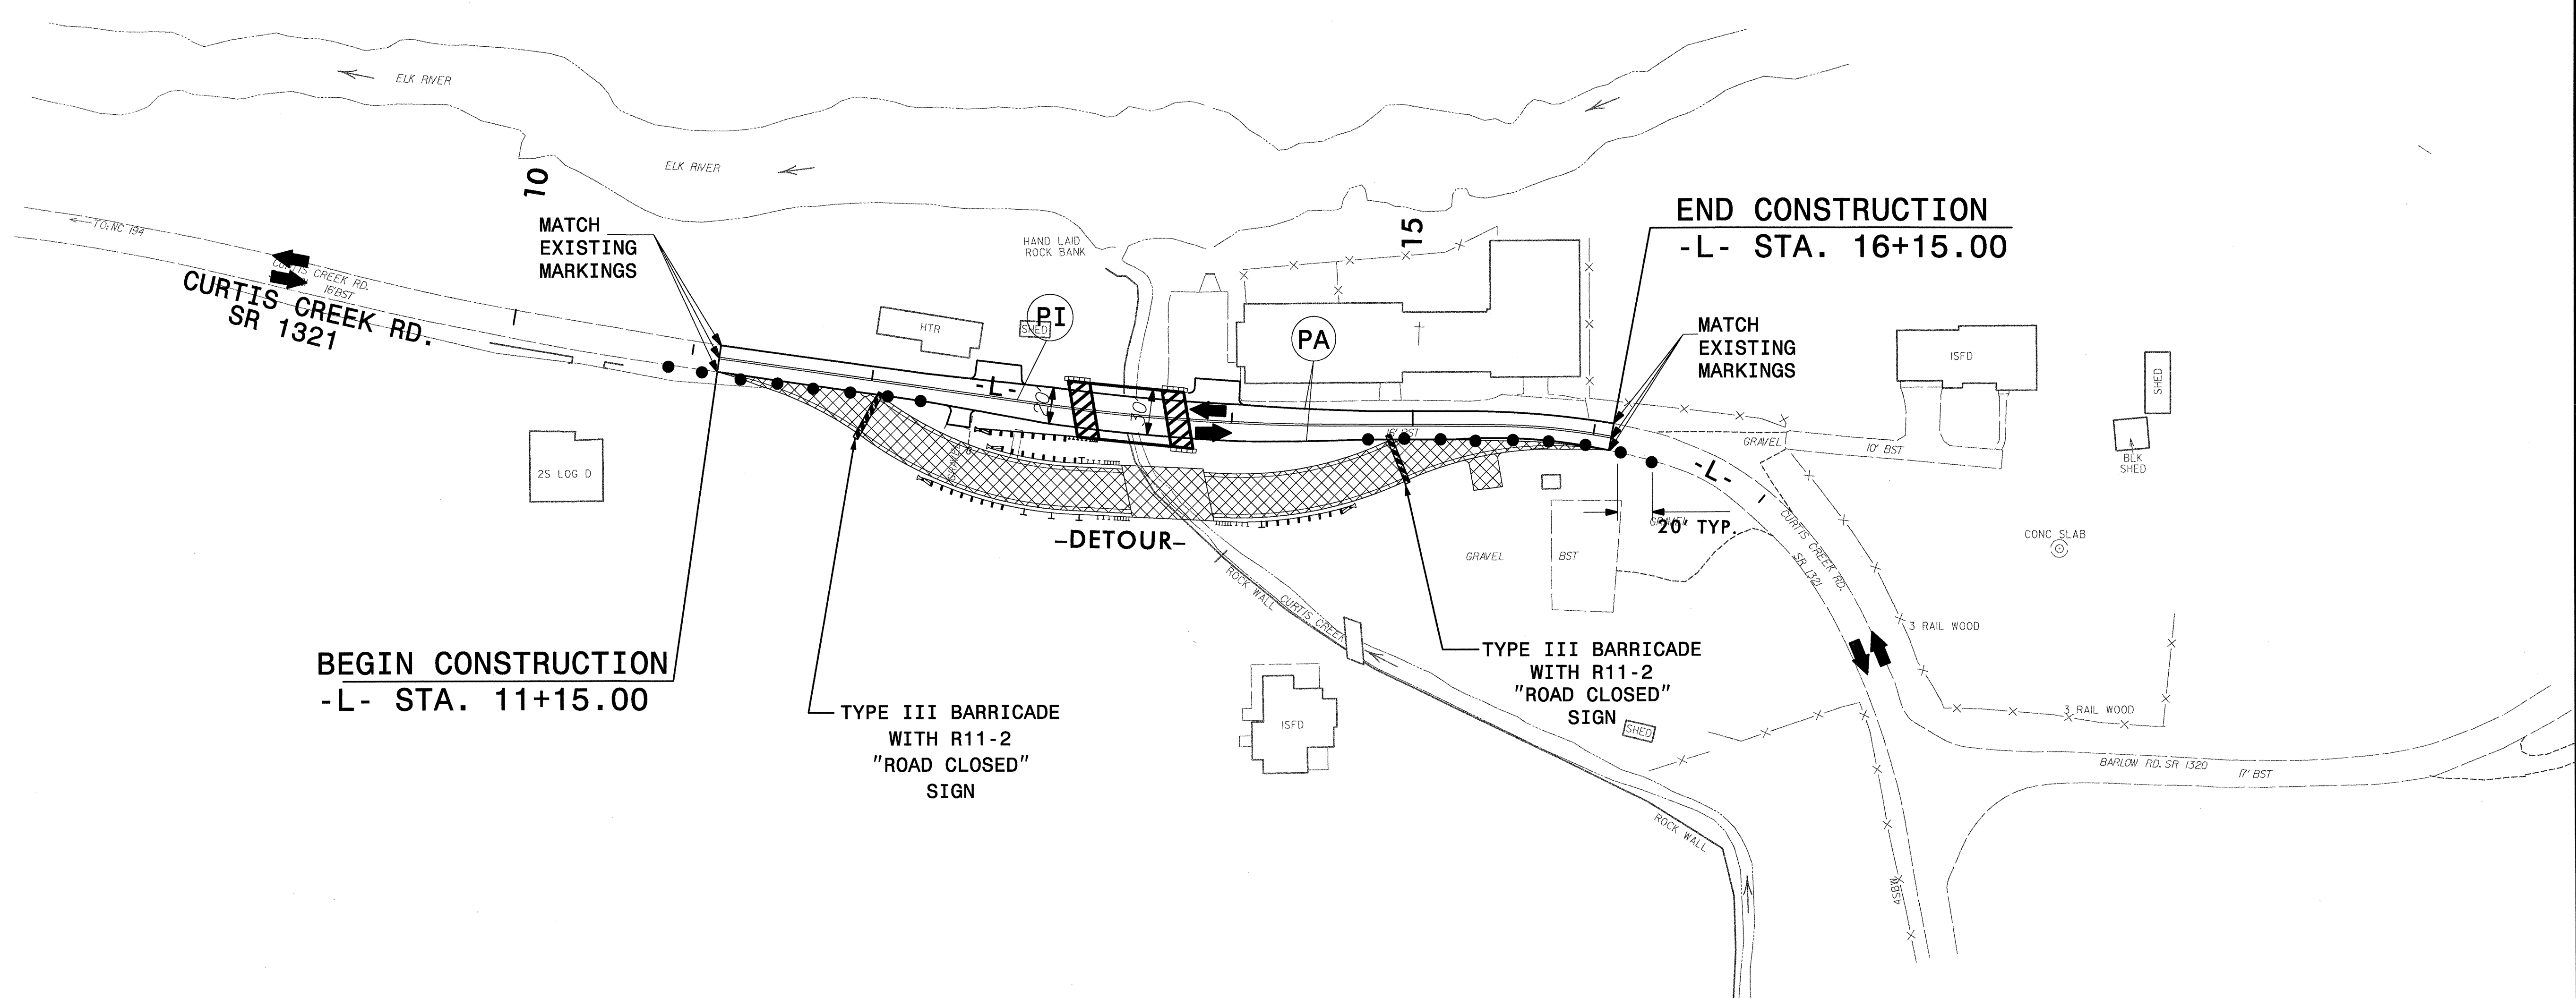 ELK RIVER
ELK RIVER
10
MATCH
EXISTING
MARKINGS
TO: NC 194
CURTIS CREEK RD.
16' BST
CURTIS CREEK RD.
SR 1321
HAND LAID
ROCK BANK
HTR
SHED
PI
-L-
20'
30'
PA
15
END CONSTRUCTION
-L- STA. 16+15.00
MATCH
EXISTING
MARKINGS
16' BST
ISFD
SHED
BLK
SHED
GRAVEL
10' BST
-L-
2S LOG D
-DETOUR-
20' TYP.
GRAVEL
GRAVEL
BST
CURTIS CREEK RD.
SR 1321
CONC SLAB
ROCK WALL
CURTIS CREEK
3 RAIL WOOD
BEGIN CONSTRUCTION
-L- STA. 11+15.00
TYPE III BARRICADE
WITH R11-2
"ROAD CLOSED"
SIGN
TYPE III BARRICADE
WITH R11-2
"ROAD CLOSED"
SIGN
SHED
ISFD
3 RAIL WOOD
BARLOW RD. SR 1320
17' BST
ROCK WALL
4SBW